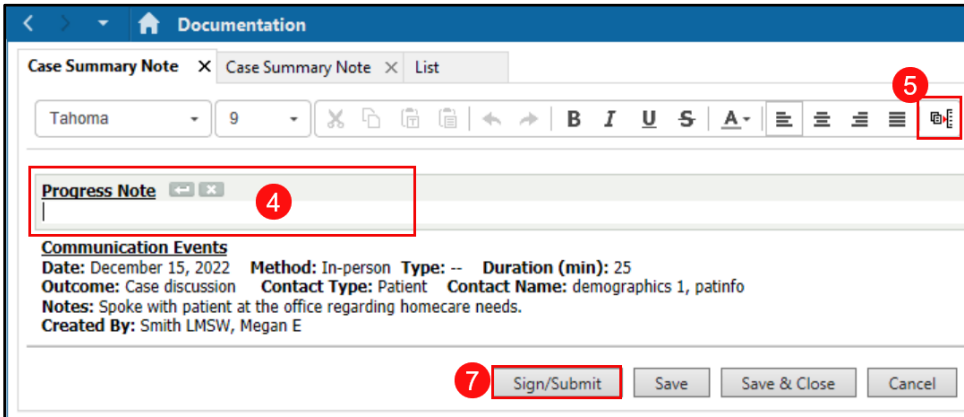 Documentation
Case Summary Note X Case Summary Note X List
5
Tahoma 9 B I U S A
Progress Note
4
Communication Events
Date: December 15, 2022 Method: In-person Type: -- Duration (min): 25
Outcome: Case discussion Contact Type: Patient Contact Name: demographics 1, patinfo
Notes: Spoke with patient at the office regarding homecare needs.
Created By: Smith LMSW, Megan E
7 Sign/Submit Save Save & Close Cancel